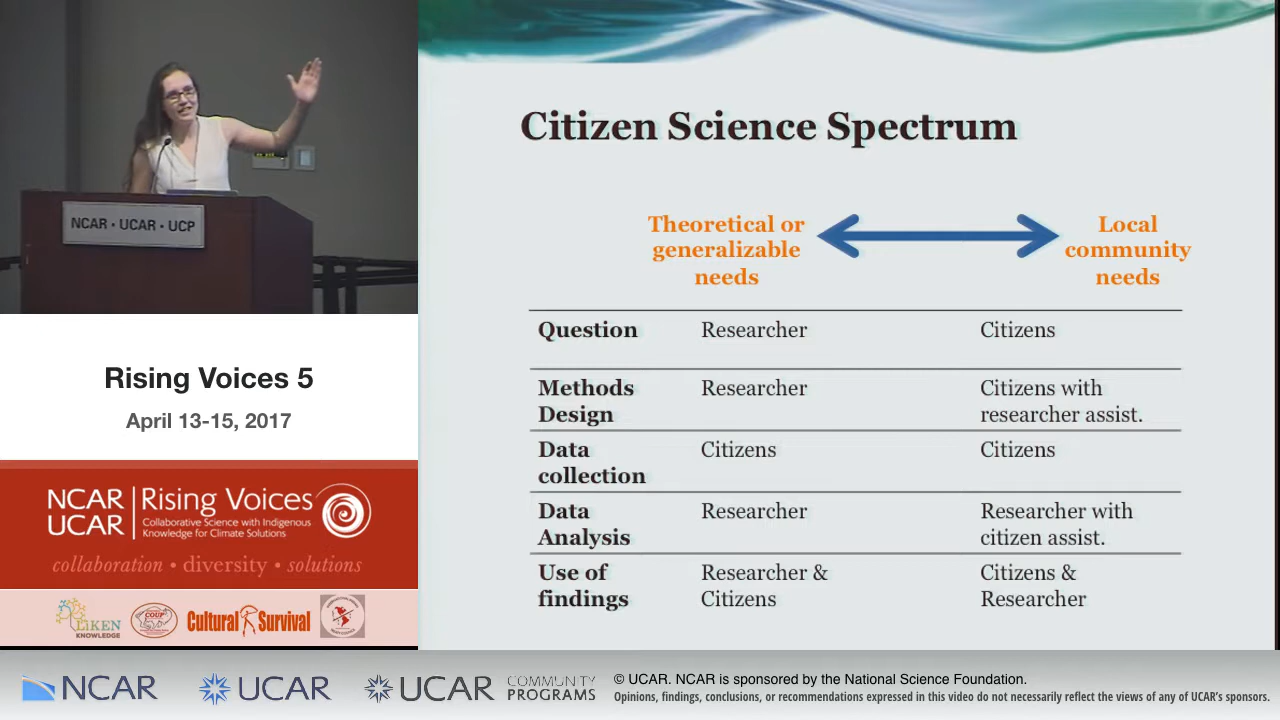 NCAR • UCAR • UCP
Rising Voices 5
April 13-15, 2017
NCAR
UCAR
Rising Voices
Collaborative Science with Indigenous
Knowledge for Climate Solutions
collaboration • diversity • solutions
LIKEN
KNOWLEDGE
COUP
Cultural Survival
Citizen Science Spectrum
Theoretical or
generalizable
needs
Local
community
needs
Question Researcher Citizens
Methods Researcher Citizens with
Design researcher assist.
Data Citizens Citizens
collection
Data Researcher Researcher with
Analysis citizen assist.
Use of Researcher & Citizens &
findings Citizens Researcher
NCAR
UCAR
UCAR
COMMUNITY
PROGRAMS
© UCAR. NCAR is sponsored by the National Science Foundation.
Opinions, findings, conclusions, or recommendations expressed in this video do not necessarily reflect the views of any of UCAR's sponsors.